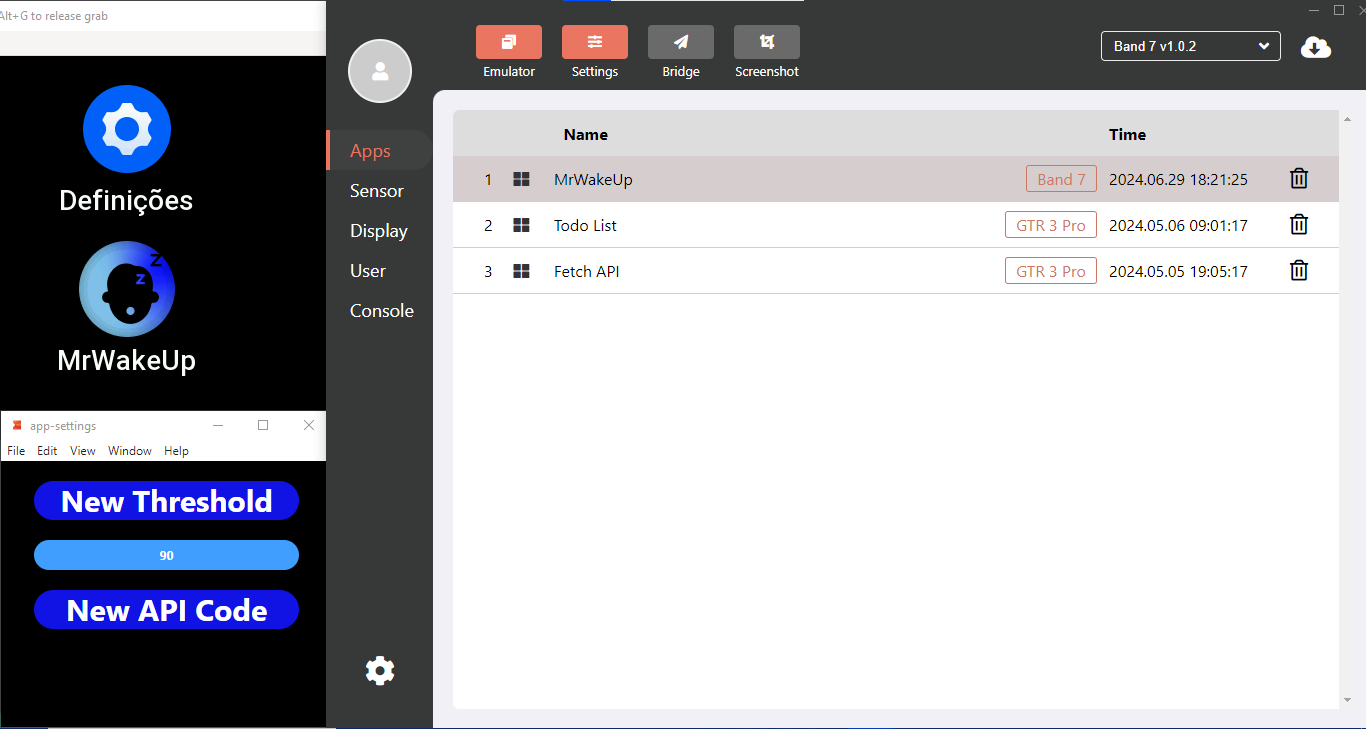 Alt+G to release grab
Definições
z
z
MrWakeUp
app-settings
File Edit View Window Help
New Threshold
90
New API Code
Emulator
Settings
Bridge
Screenshot
Band 7 v1.0.2
Apps
Sensor
Display
User
Console
Name Time
1 MrWakeUp Band 7 2024.06.29 18:21:25
2 Todo List GTR 3 Pro 2024.05.06 09:01:17
3 Fetch API GTR 3 Pro 2024.05.05 19:05:17